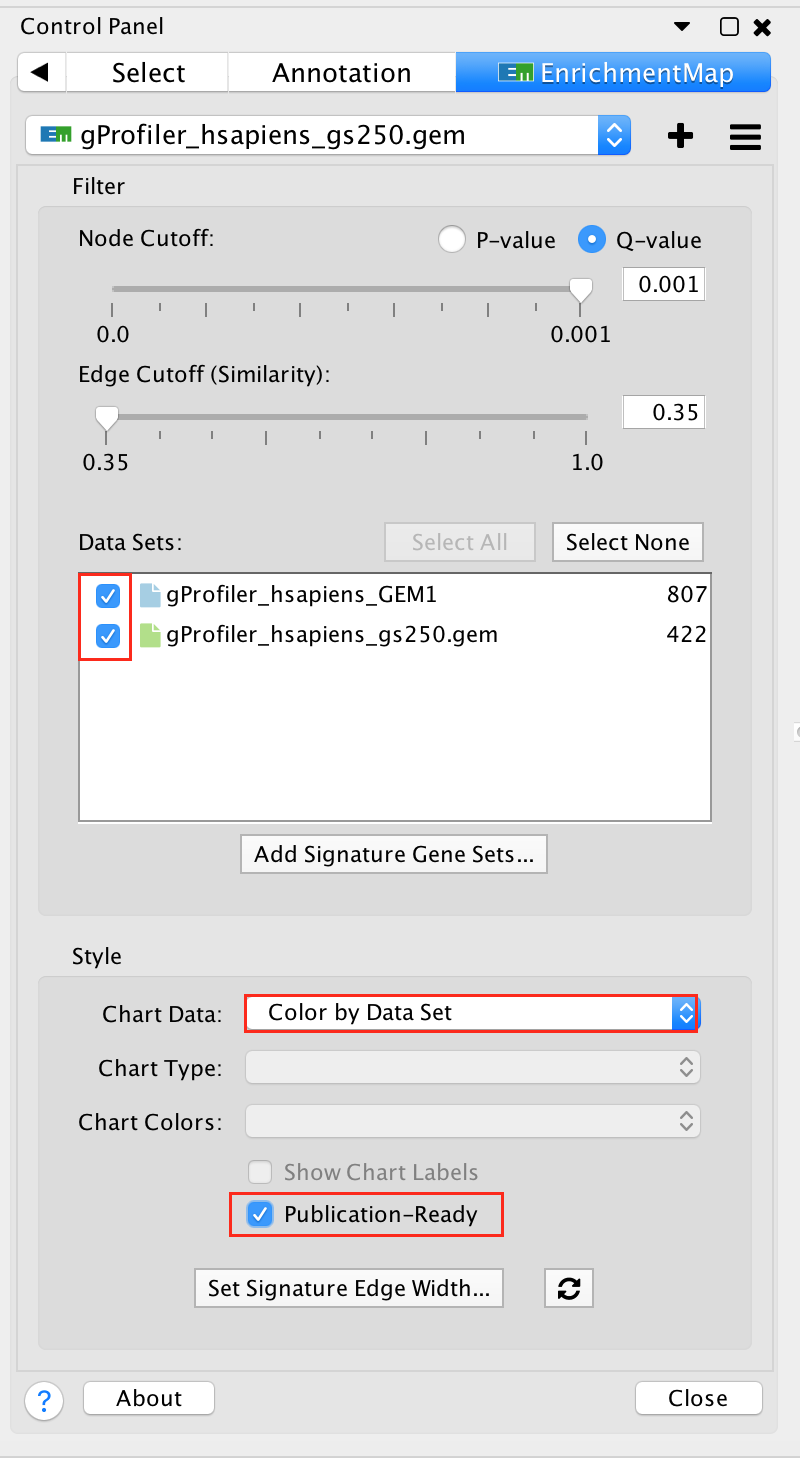 Control Panel
Select Annotation EnrichmentMap
gProfiler_hsapiens_gs250.gem
Filter
Node Cutoff: P-value Q-value
0.001
0.0 0.001
Edge Cutoff (Similarity):
0.35
0.35 1.0
Data Sets: Select All Select None
gProfiler_hsapiens_GEM1 807
gProfiler_hsapiens_gs250.gem 422
Add Signature Gene Sets...
Style
Chart Data: Color by Data Set
Chart Type:
Chart Colors:
Show Chart Labels
Publication-Ready
Set Signature Edge Width...
? About Close